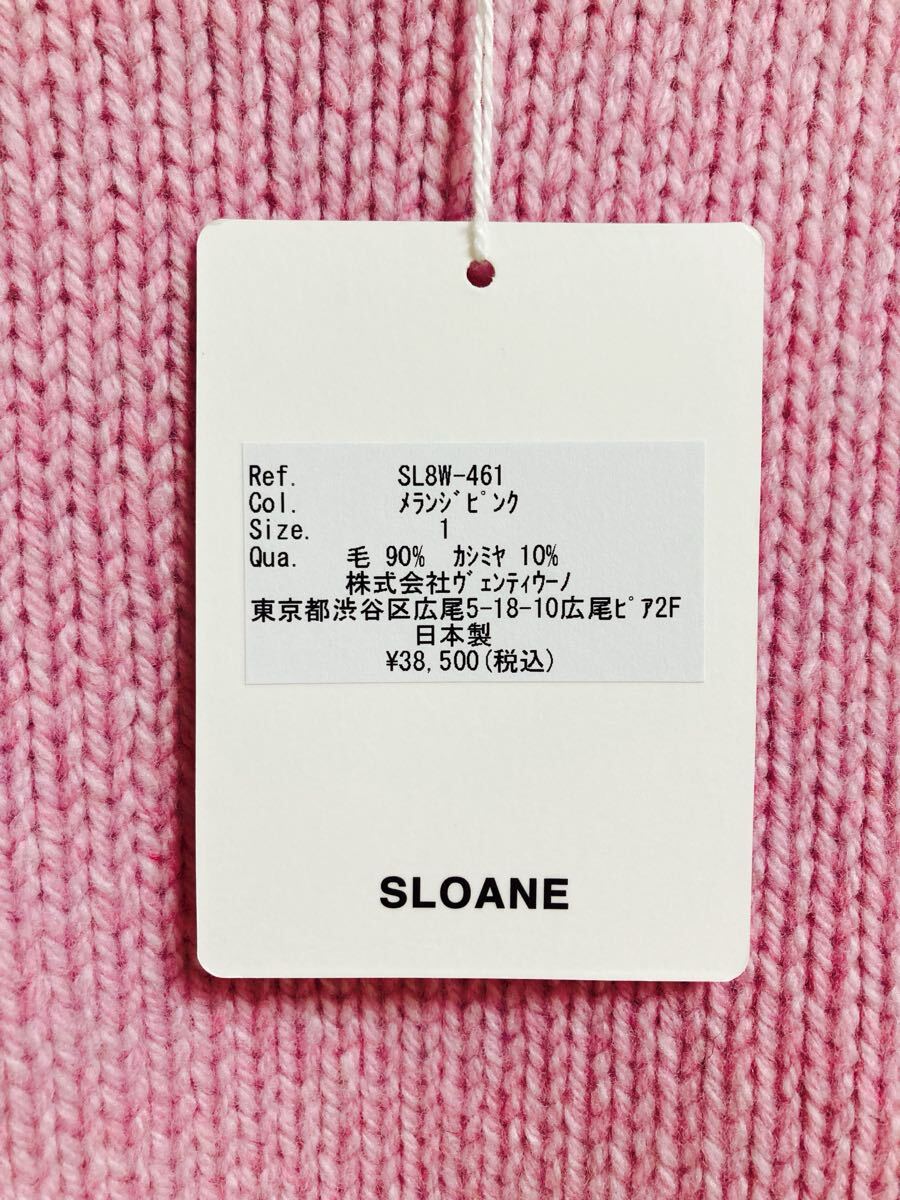 Ref. SL8W-461
Col. メランジピンク
Size. 1
Qua. 毛 90% カシミヤ 10%
株式会社ヴェンティウーノ
東京都渋谷区広尾5-18-10広尾ピア2F
日本製
¥38,500(税込)
SLOANE